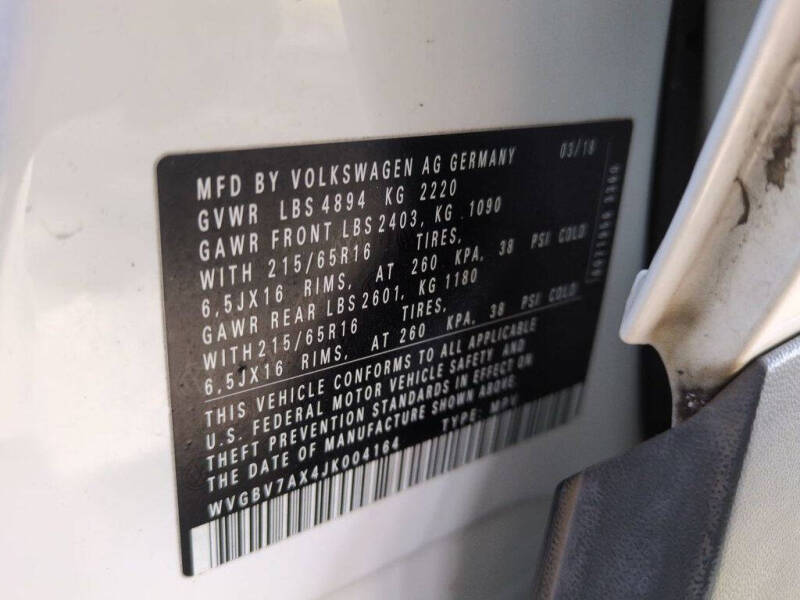 MFD BY VOLKSWAGEN AG GERMANY 03/18
GVWR LBS 4894 KG 2220
GAWR FRONT LBS 2403, KG .1090
WITH 215/65R16 TIRES,
6,5JX16 RIMS, AT 260 KPA, 38 PSI COLD
GAWR REAR LBS 2601, KG 1180
WITH 215/65R16 TIRES,
6,5JX16 RIMS, AT 260 KPA, 38 PSI COLD
THIS VEHICLE CONFORMS TO ALL APPLICABLE
U.S. FEDERAL MOTOR VEHICLE SAFETY AND
THEFT PREVENTION STANDARDS IN EFFECT ON
THE DATE OF MANUFACTURE SHOWN ABOVE.
WVGBV7AX4JK004164 TYPE: MPV